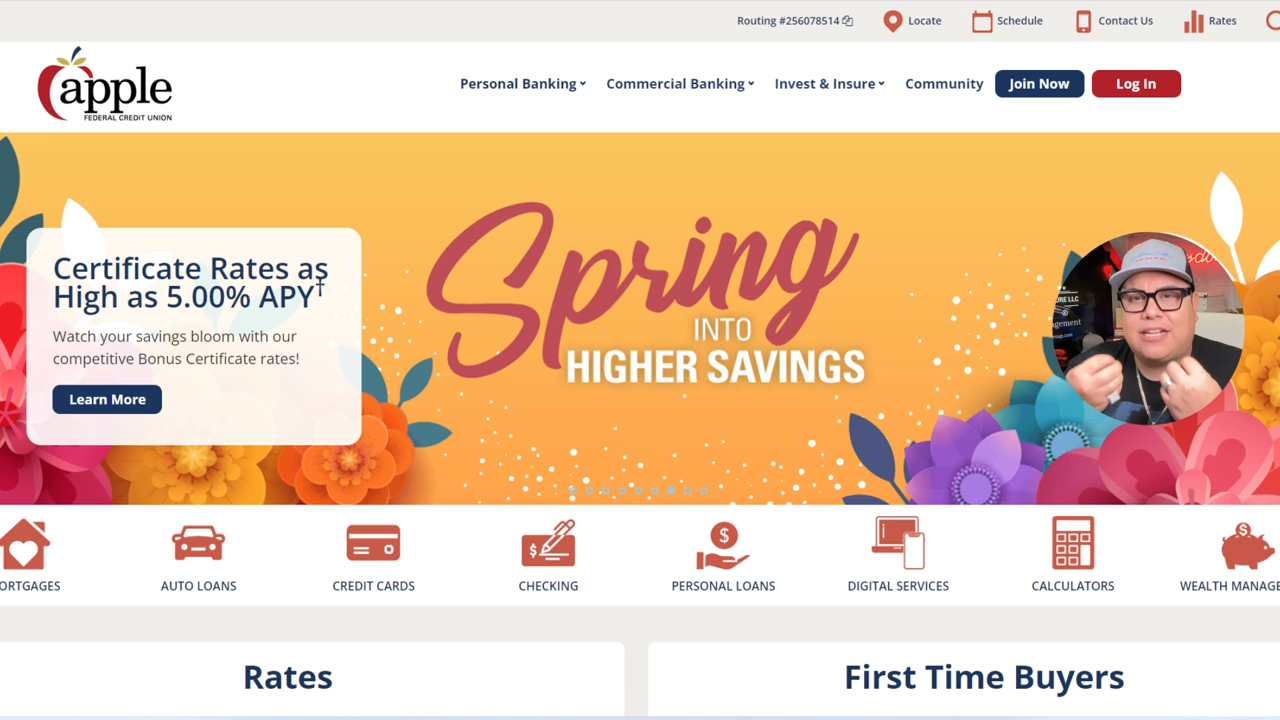 Routing #256078514
Locate
Schedule
Contact Us
Rates
apple
FEDERAL CREDIT UNION
Personal Banking
Commercial Banking
Invest & Insure
Community
Join Now
Log In
Certificate Rates as
High as 5.00% APY†
Watch your savings bloom with our
competitive Bonus Certificate rates!
Learn More
Spring
INTO
HIGHER SAVINGS
URE LLC
agement
ORTGAGES
AUTO LOANS
CREDIT CARDS
CHECKING
PERSONAL LOANS
DIGITAL SERVICES
CALCULATORS
WEALTH MANAGE
Rates
First Time Buyers